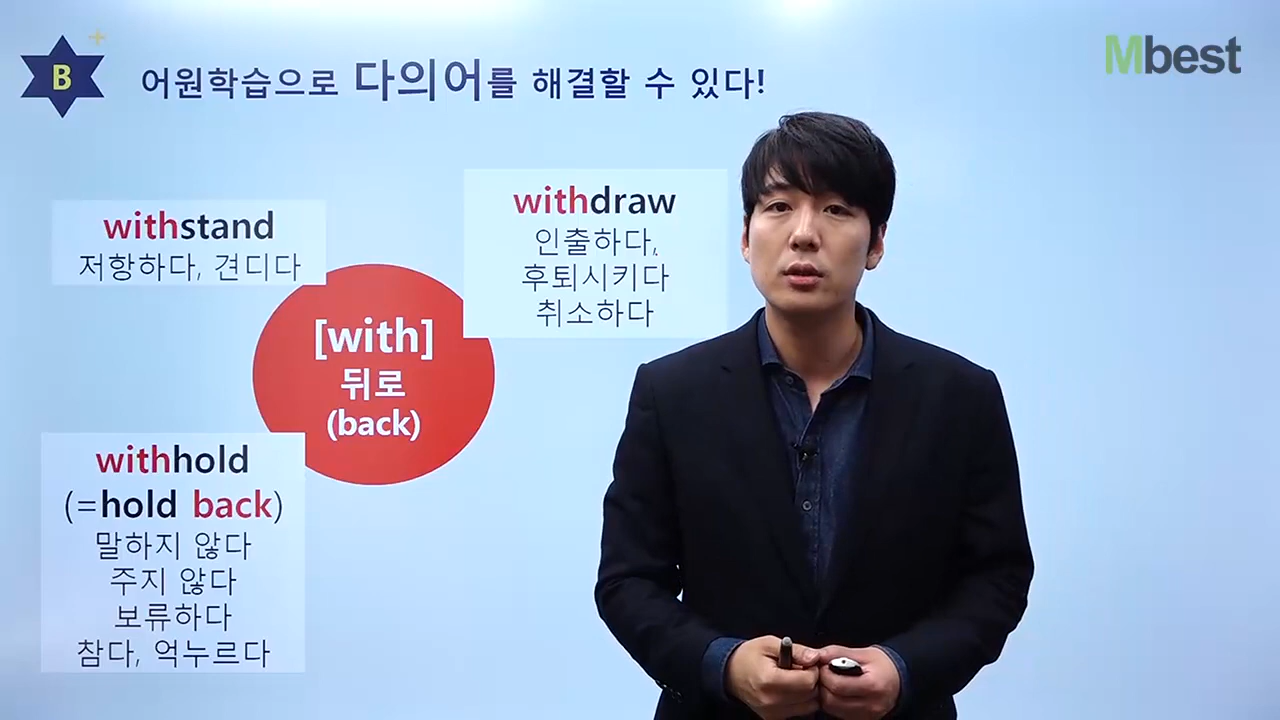 B
어원학습으로 다의어를 해결할 수 있다!
Mbest
withstand
저항하다, 견디다
withdraw
인출하다,
후퇴시키다
취소하다
[with]
뒤로
(back)
withhold
(=hold back)
말하지 않다
주지 않다
보류하다
참다, 억누르다